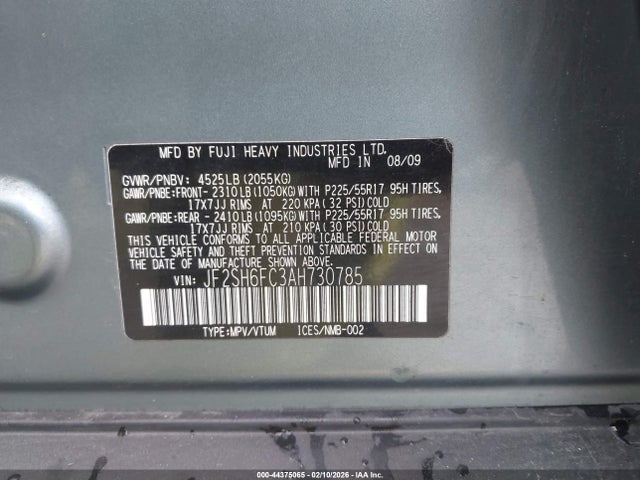 MFD BY FUJI HEAVY INDUSTRIES LTD.
MFD IN 08/09
GVWR/PNBV: 4525LB (2055KG)
GAWR/PNBE:FRONT- 2310LB(1050KG)WITH P225/55R17 95H TIRES,
17X7JJ RIMS AT 220 KPA (32 PSI)COLD
GAWR/PNBE:REAR - 2410LB(1095KG)WITH P225/55R17 95H TIRES,
17X7JJ RIMS AT 210 KPA (30 PSI)COLD
THIS VEHICLE CONFORMS TO ALL APPLICABLE FEDERAL MOTOR
VEHICLE SAFETY AND THEFT PREVENTION STANDARDS IN EFFECT
ON THE DATE OF MANUFACTURE SHOWN ABOVE.
VIN: JF2SH6FC3AH730785
TYPE:MPV/VTUM ICES/NMB-002
000-44375065 - 02/10/2026 - WWW.IAAI.COM